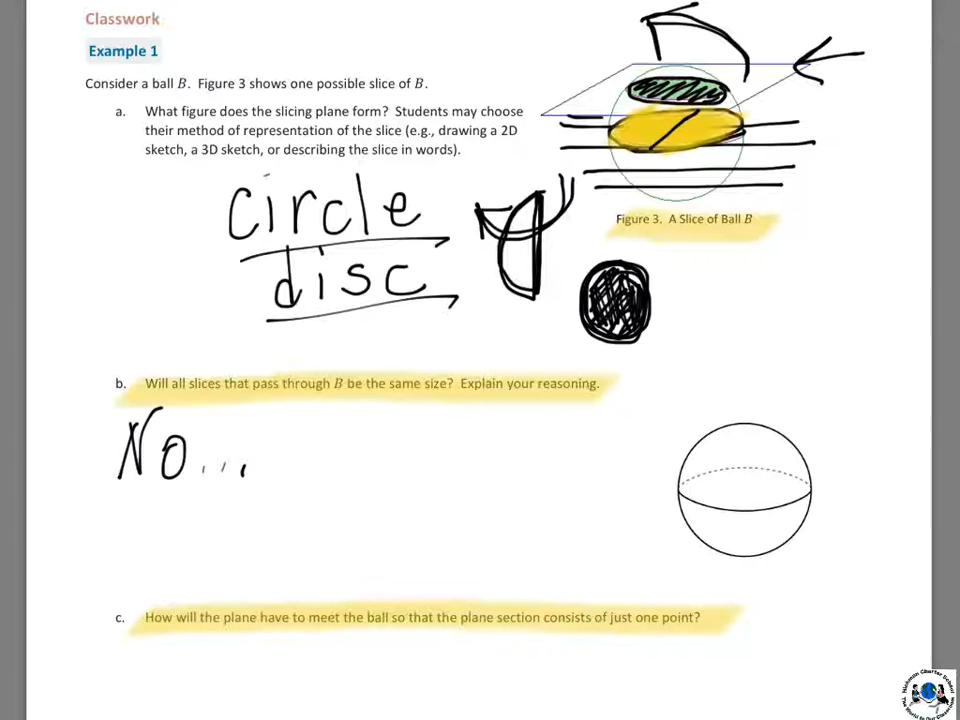 Classwork
Example 1
Consider a ball B. Figure 3 shows one possible slice of B.
a. What figure does the slicing plane form? Students may choose
their method of representation of the slice (e.g., drawing a 2D
sketch, a 3D sketch, or describing the slice in words).
Figure 3. A Slice of Ball B
circle
disc
b. Will all slices that pass through B be the same size? Explain your reasoning.
No...
c. How will the plane have to meet the ball so that the plane section consists of just one point?